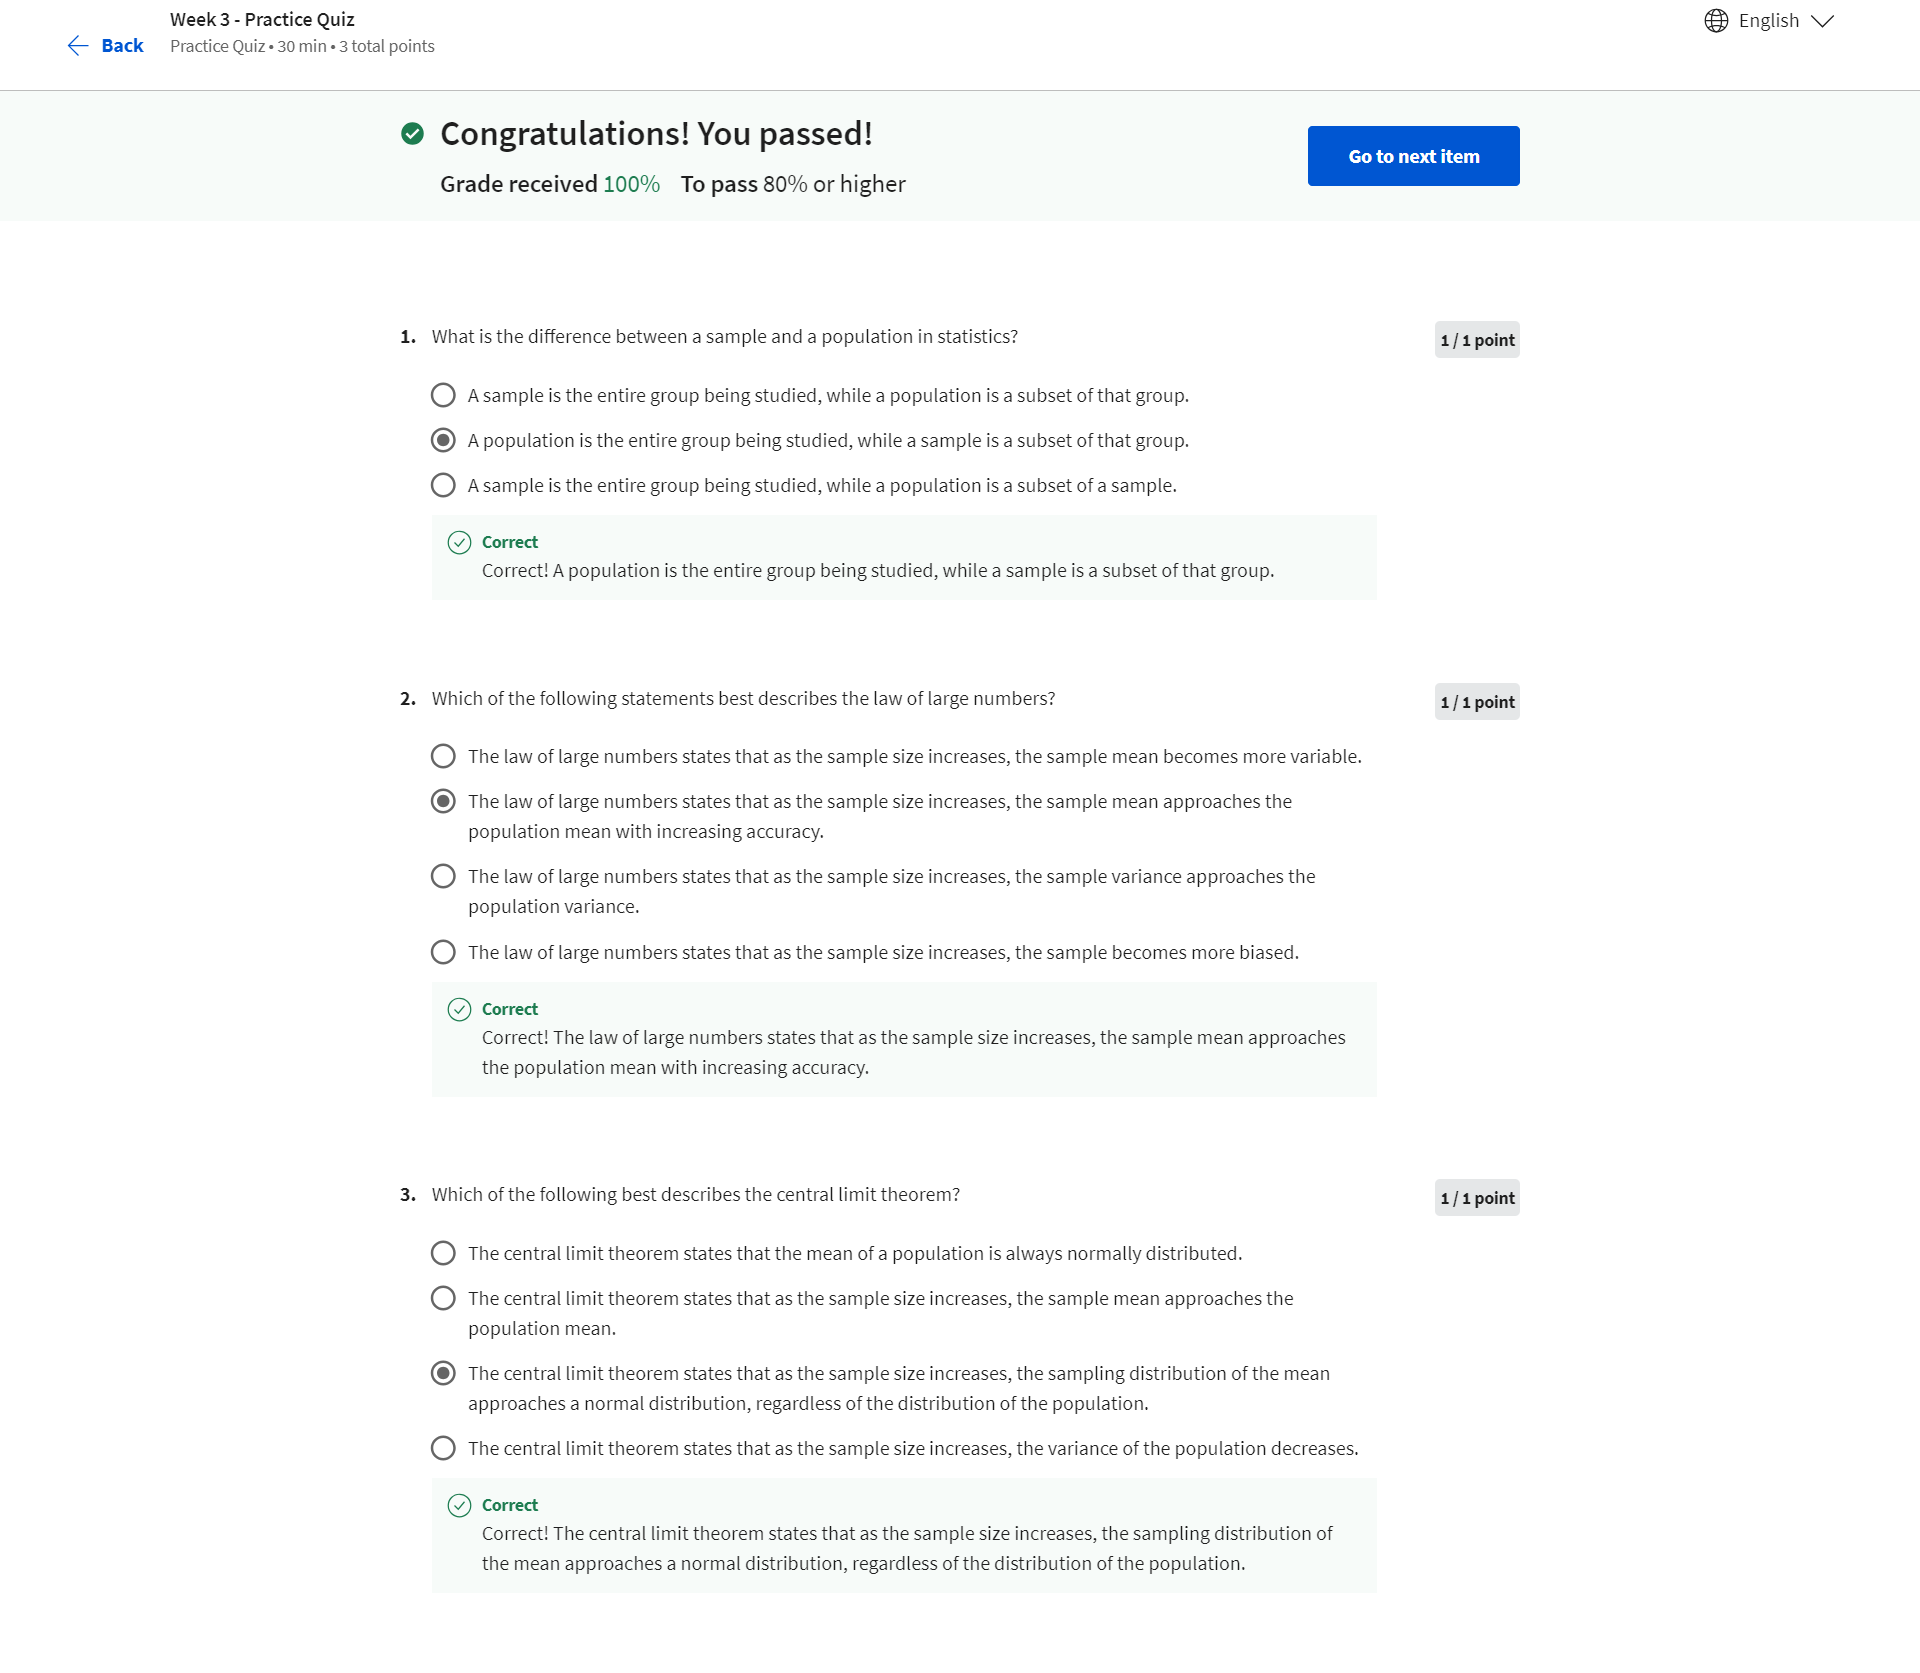 Week 3 - Practice Quiz
Back
Practice Quiz • 30 min • 3 total points
English
Congratulations! You passed!
Grade received 100% To pass 80% or higher
Go to next item
1. What is the difference between a sample and a population in statistics?
1 / 1 point
A sample is the entire group being studied, while a population is a subset of that group.
A population is the entire group being studied, while a sample is a subset of that group.
A sample is the entire group being studied, while a population is a subset of a sample.
Correct
Correct! A population is the entire group being studied, while a sample is a subset of that group.
2. Which of the following statements best describes the law of large numbers?
1 / 1 point
The law of large numbers states that as the sample size increases, the sample mean becomes more variable.
The law of large numbers states that as the sample size increases, the sample mean approaches the
population mean with increasing accuracy.
The law of large numbers states that as the sample size increases, the sample variance approaches the
population variance.
The law of large numbers states that as the sample size increases, the sample becomes more biased.
Correct
Correct! The law of large numbers states that as the sample size increases, the sample mean approaches
the population mean with increasing accuracy.
3. Which of the following best describes the central limit theorem?
1 / 1 point
The central limit theorem states that the mean of a population is always normally distributed.
The central limit theorem states that as the sample size increases, the sample mean approaches the
population mean.
The central limit theorem states that as the sample size increases, the sampling distribution of the mean
approaches a normal distribution, regardless of the distribution of the population.
The central limit theorem states that as the sample size increases, the variance of the population decreases.
Correct
Correct! The central limit theorem states that as the sample size increases, the sampling distribution of
the mean approaches a normal distribution, regardless of the distribution of the population.